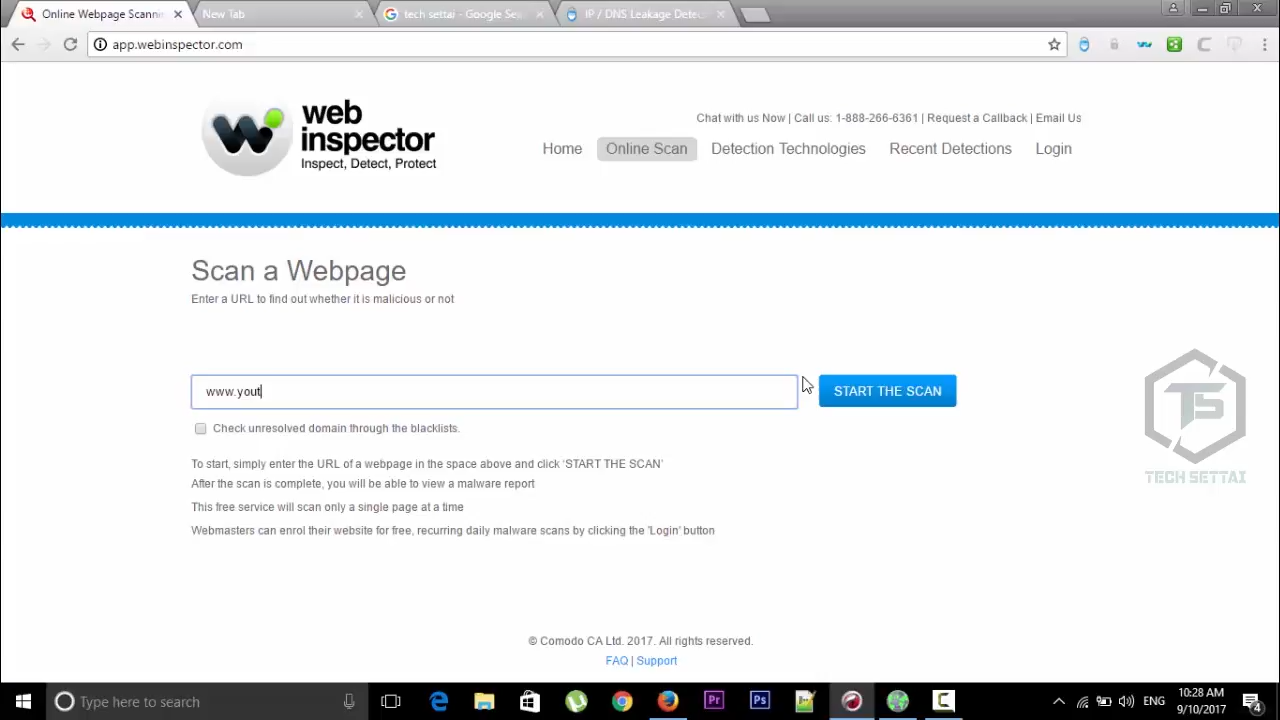 Online Webpage Scannin
New Tab
tech settai - Google Sea
IP / DNS Leakage Detec
app.webinspector.com
web
inspector
Inspect, Detect, Protect
Chat with us Now | Call us: 1-888-266-6361 | Request a Callback | Email Us
Home
Online Scan
Detection Technologies
Recent Detections
Login
Scan a Webpage
Enter a URL to find out whether it is malicious or not
www.yout
START THE SCAN
Check unresolved domain through the blacklists.
To start, simply enter the URL of a webpage in the space above and click ‘START THE SCAN’
After the scan is complete, you will be able to view a malware report
This free service will scan only a single page at a time
Webmasters can enrol their website for free, recurring daily malware scans by clicking the 'Login' button
TS
TECH SETTAI
© Comodo CA Ltd. 2017. All rights reserved.
FAQ | Support
Type here to search
Pr
Ps
ENG
10:28 AM
9/10/2017
4